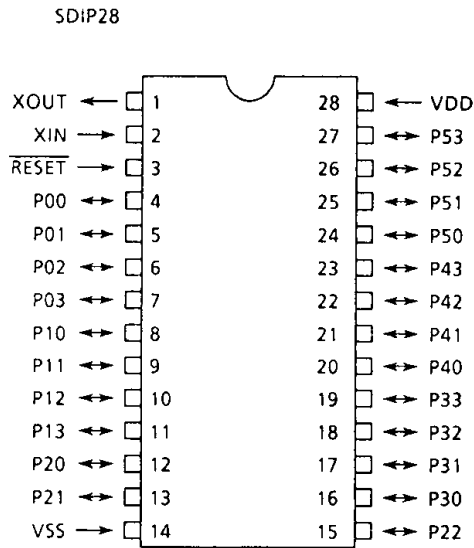 SDIP28
XOUT 1 28 VDD
XIN 2 27 P53
RESET 3 26 P52
P00 4 25 P51
P01 5 24 P50
P02 6 23 P43
P03 7 22 P42
P10 8 21 P41
P11 9 20 P40
P12 10 19 P33
P13 11 18 P32
P20 12 17 P31
P21 13 16 P30
VSS 14 15 P22